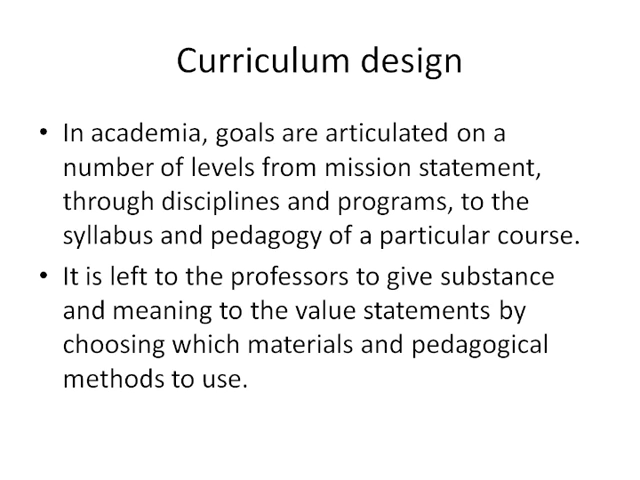 Curriculum design
• In academia, goals are articulated on a
number of levels from mission statement,
through disciplines and programs, to the
syllabus and pedagogy of a particular course.
• It is left to the professors to give substance
and meaning to the value statements by
choosing which materials and pedagogical
methods to use.